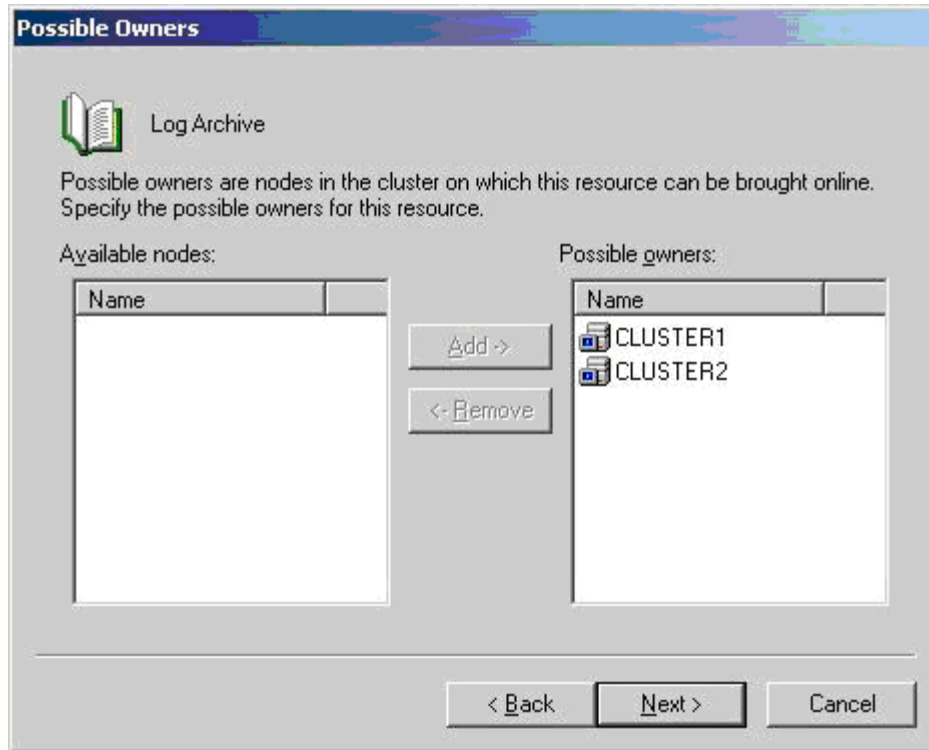 Possible Owners
Log Archive
Possible owners are nodes in the cluster on which this resource can be brought online.
Specify the possible owners for this resource.
Available nodes:
Possible owners:
Name
Name
Add ->
<- Remove
CLUSTER1
CLUSTER2
< Back
Next >
Cancel